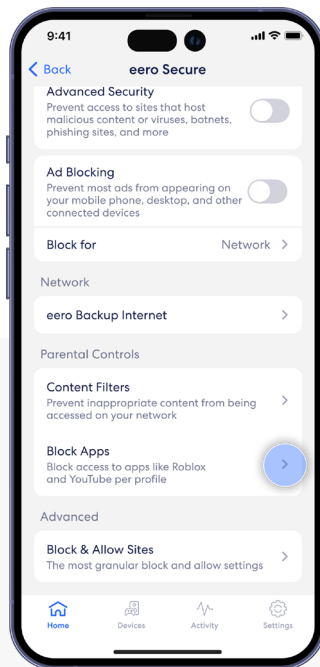 9:41
Back
eero Secure
Advanced Security
Prevent access to sites that host
malicious content or viruses, botnets,
phishing sites, and more
Ad Blocking
Prevent most ads from appearing on
your mobile phone, desktop, and other
connected devices
Block for Network
Network
eero Backup Internet
Parental Controls
Content Filters
Prevent inappropriate content from being
accessed on your network
Block Apps
Block access to apps like Roblox
and YouTube per profile
Advanced
Block & Allow Sites
The most granular block and allow settings
Home Devices Activity Settings